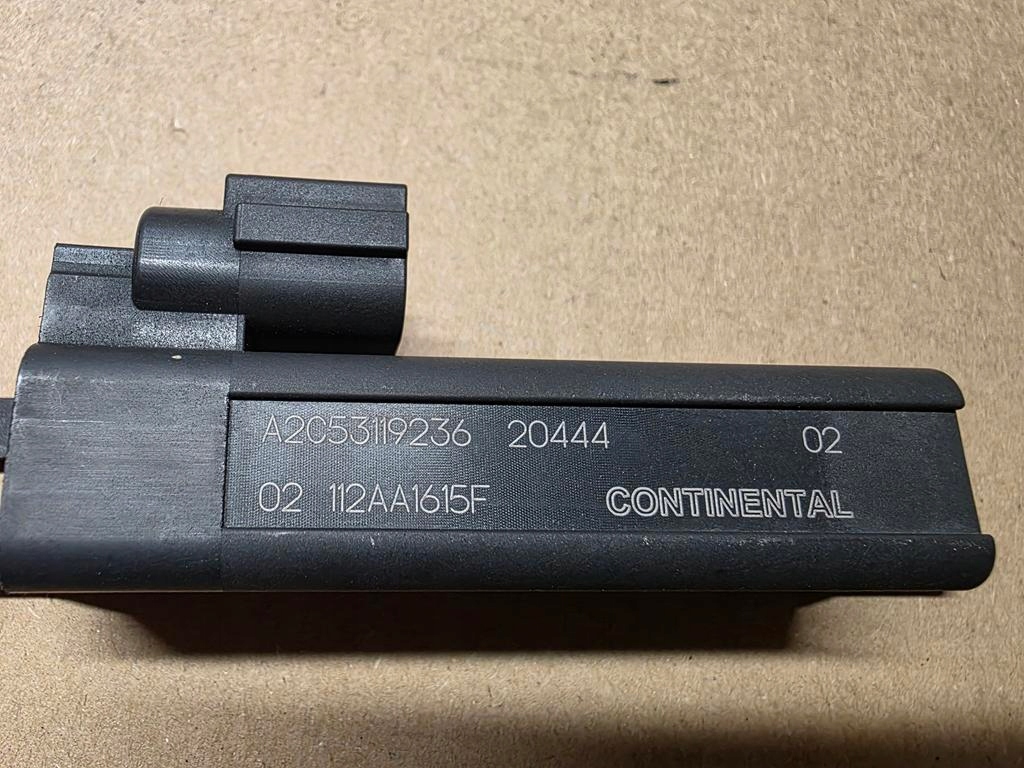 A2C53119236 20444 02
02 112AA1615F CONTINENTAL